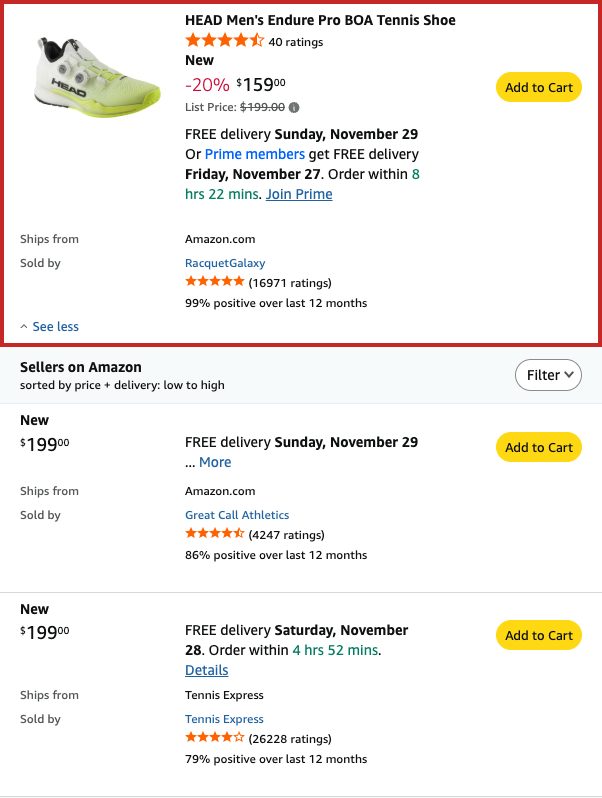 HEAD Men's Endure Pro BOA Tennis Shoe
40 ratings
New
-20% $15900
List Price: $199.00
FREE delivery Sunday, November 29
Or Prime members get FREE delivery
Friday, November 27. Order within 8
hrs 22 mins. Join Prime
Add to Cart
HEAD
Ships from
Amazon.com
Sold by
RacquetGalaxy
(16971 ratings)
99% positive over last 12 months
See less
Sellers on Amazon
sorted by price + delivery: low to high
Filter
New
$19900
FREE delivery Sunday, November 29
... More
Add to Cart
Ships from
Amazon.com
Sold by
Great Call Athletics
(4247 ratings)
86% positive over last 12 months
New
$19900
FREE delivery Saturday, November
28. Order within 4 hrs 52 mins.
Details
Add to Cart
Ships from
Tennis Express
Sold by
Tennis Express
(26228 ratings)
79% positive over last 12 months